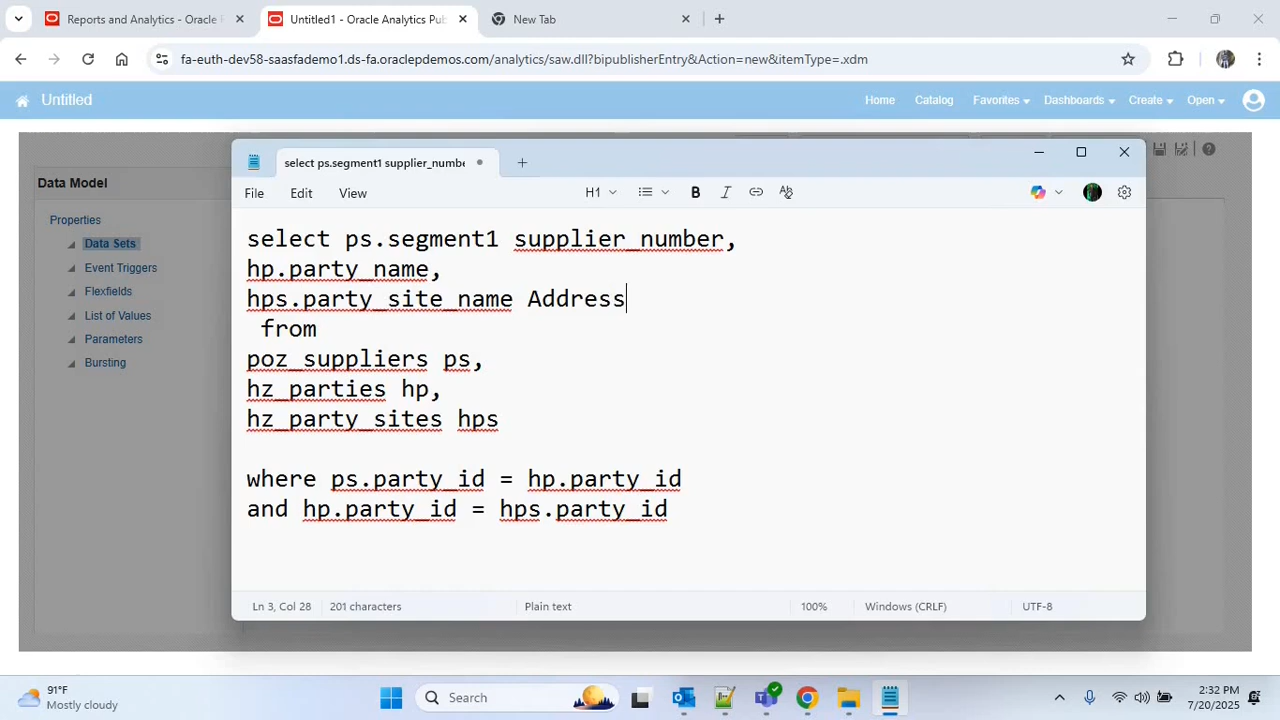 Reports and Analytics - Oracle F
Untitled1 - Oracle Analytics Pub
New Tab
fa-euth-dev58-saasfademo1.ds-fa.oraclepdemos.com/analytics/saw.dll?bipublisherEntry&Action=new&itemType=.xdm
Untitled
Home
Catalog
Favorites
Dashboards
Create
Open
Data Model
Properties
Data Sets
Event Triggers
Flexfields
List of Values
Parameters
Bursting
select ps.segment1 supplier_numbe
File
Edit
View
H1
B
I
select ps.segment1 supplier_number,
hp.party_name,
hps.party_site_name Address
from
poz_suppliers ps,
hz_parties hp,
hz_party_sites hps
where ps.party_id = hp.party_id
and hp.party_id = hps.party_id
Ln 3, Col 28
201 characters
Plain text
100%
Windows (CRLF)
UTF-8
91°F
Mostly cloudy
Search
2:32 PM
7/20/2025